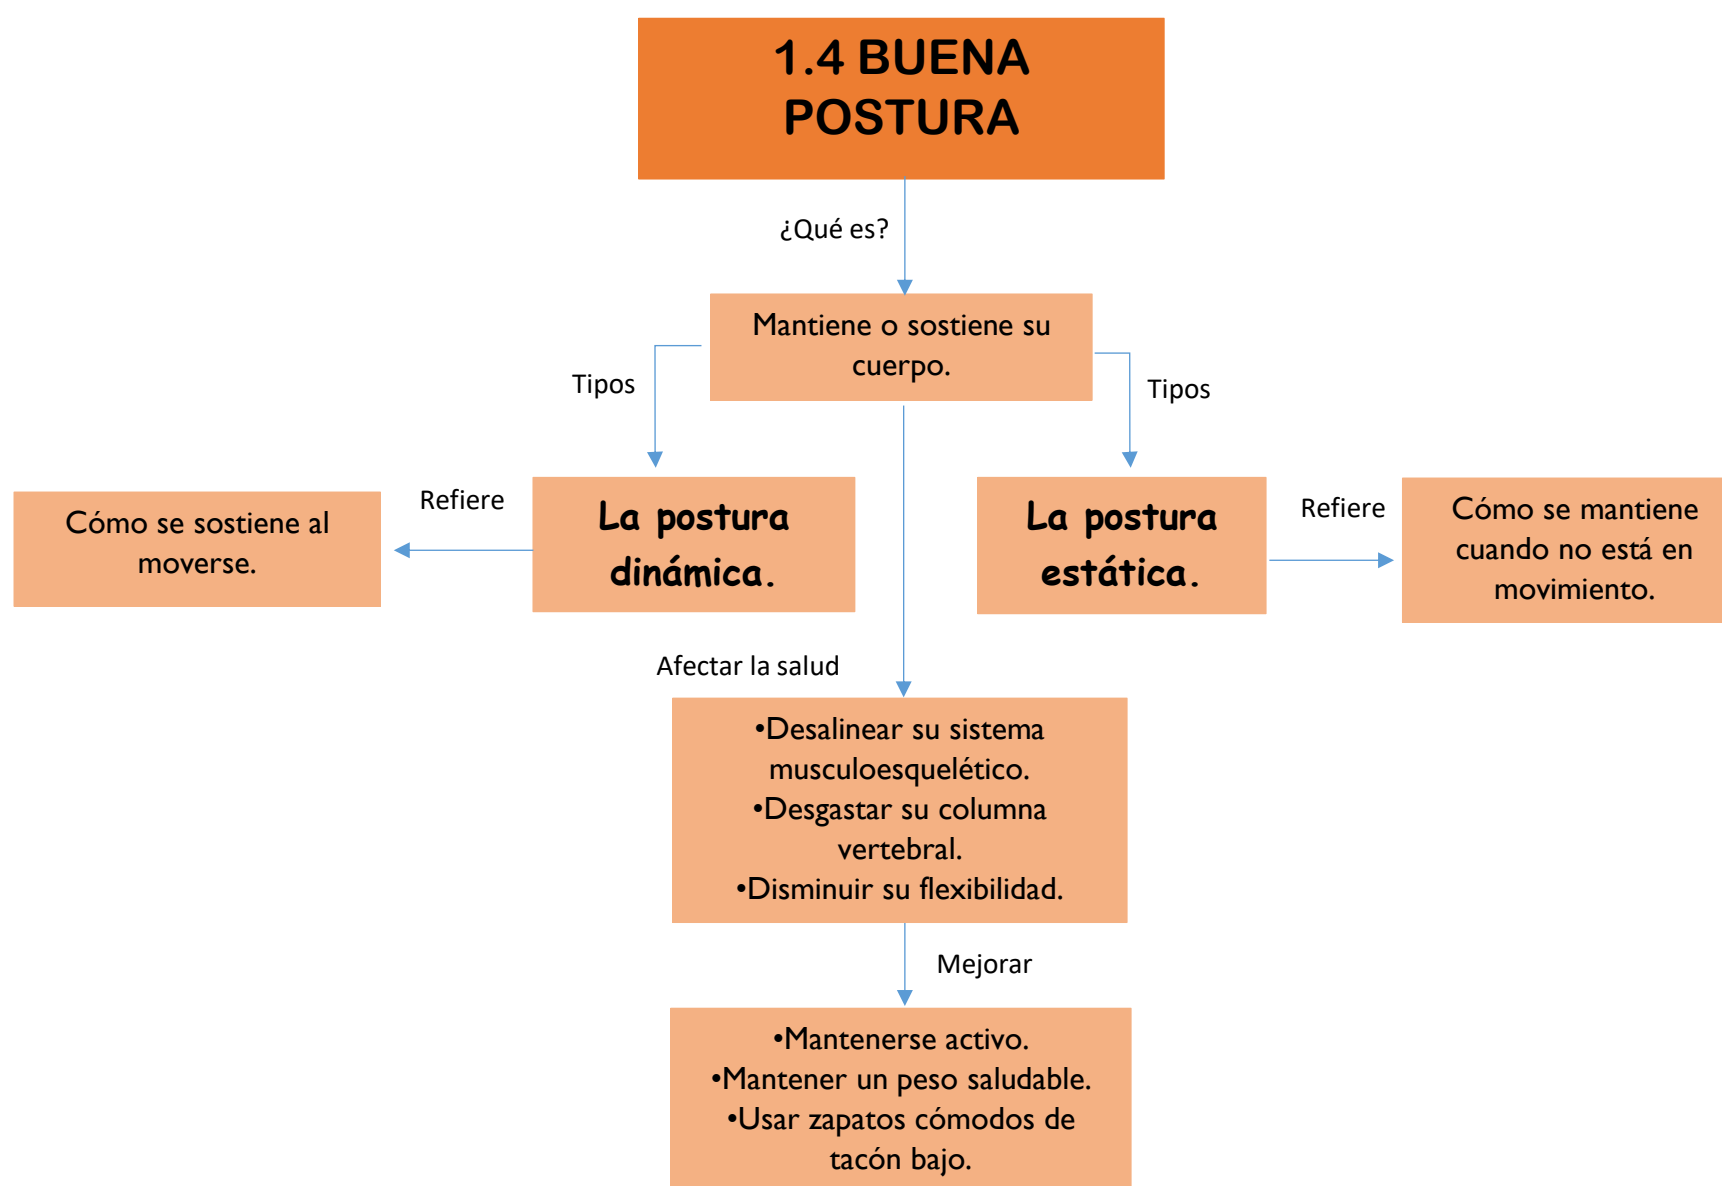 1.4 BUENA
POSTURA
¿Qué es?
Mantiene o sostiene su
cuerpo.
Tipos
Tipos
Cómo se sostiene al
moverse.
Refiere
La postura
dinámica.
La postura
estática.
Refiere
Cómo se mantiene
cuando no está en
movimiento.
Afectar la salud
•Desalinear su sistema
musculoesquelético.
•Desgastar su columna
vertebral.
•Disminuir su flexibilidad.
Mejorar
•Mantenerse activo.
•Mantener un peso saludable.
•Usar zapatos cómodos de
tacón bajo.